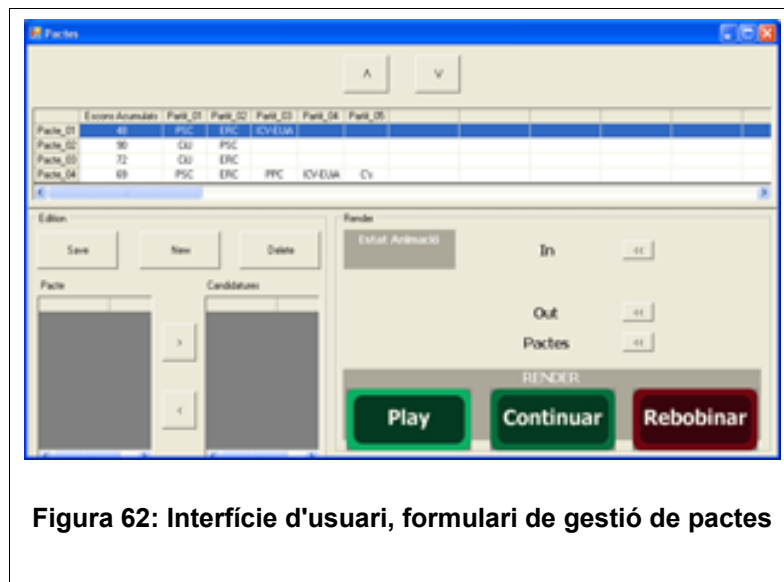 Pactes
Λ V
Escons Acumulats Partit_01 Partit_02 Partit_03 Partit_04 Partit_05
Pacte_01 48 PSC ERC ICV-EUA
Pacte_02 90 CiU PSC
Pacte_03 72 CiU ERC
Pacte_04 69 PSC ERC PPC ICV-EUA C's
Edition
Render
Save New Delete
Estat Animació
In <<
Pacte
Candidatures
Out <<
>
Pactes <<
RENDER
<
Play Continuar Rebobinar
Figura 62: Interfície d'usuari, formulari de gestió de pactes